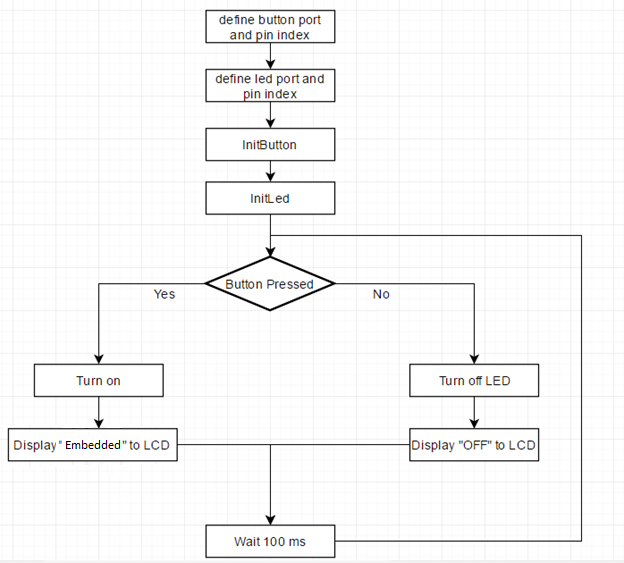 define button port
and pin index
define led port and
pin index
InitButton
InitLed
Button Pressed
Yes
No
Turn on
Turn off LED
Display" Embedded" to LCD
Display "OFF" to LCD
Wait 100 ms